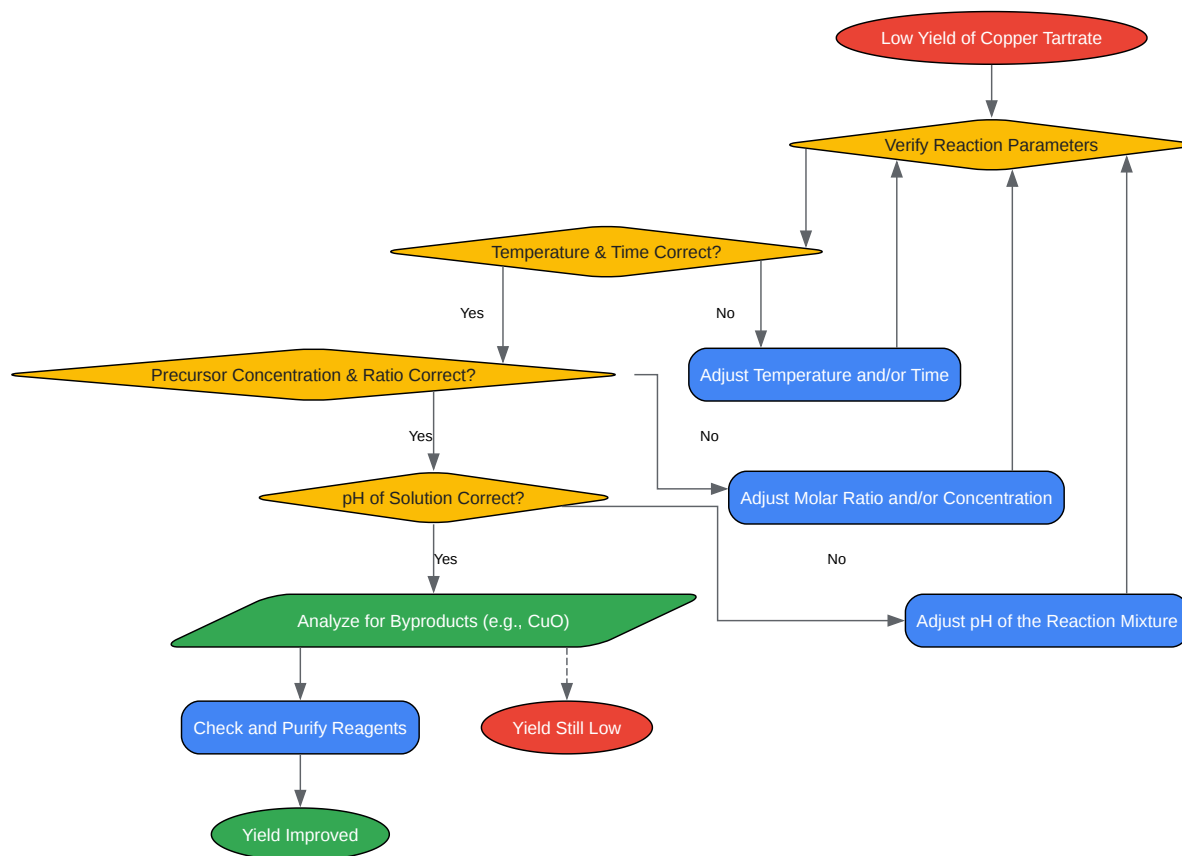 Low Yield of Copper Tartrate
Verify Reaction Parameters
Temperature & Time Correct?
Yes
No
Precursor Concentration & Ratio Correct?
Adjust Temperature and/or Time
Yes
No
pH of Solution Correct?
Adjust Molar Ratio and/or Concentration
Yes
No
Analyze for Byproducts (e.g., CuO)
Adjust pH of the Reaction Mixture
Check and Purify Reagents
Yield Still Low
Yield Improved